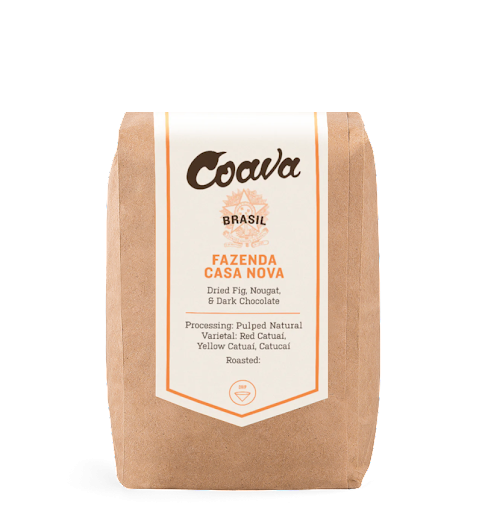 Coava
BRASIL
FAZENDA
CASA NOVA
Dried Fig, Nougat,
& Dark Chocolate
Processing: Pulped Natural
Varietal: Red Catuaí,
Yellow Catuaí, Catucaí
Roasted: